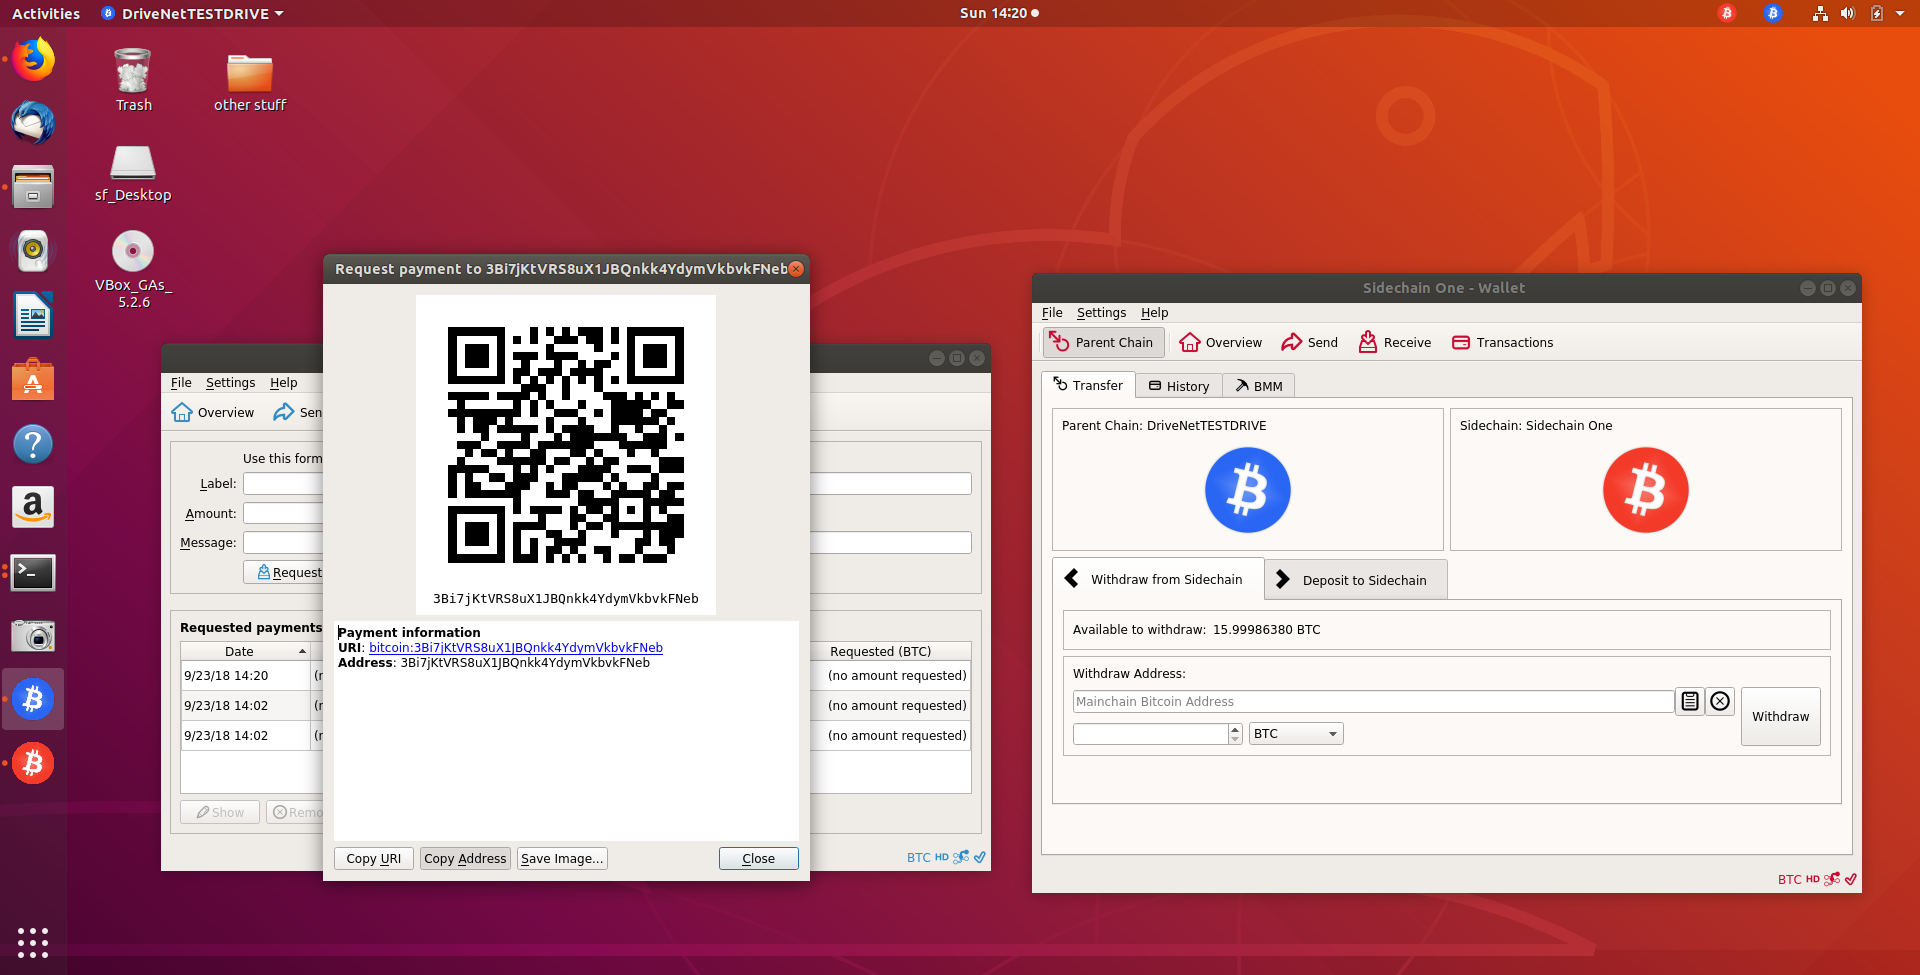 Activities
DriveNetTESTDRIVE
Sun 14:20
Trash
other stuff
sf_Desktop
VBox_GAs_
5.2.6
Request payment to 3Bi7jKtVRS8uX1JBQnkk4YdymVkbvkFNeb
3Bi7jKtVRS8uX1JBQnkk4YdymVkbvkFNeb
Payment information
URI: bitcoin:3Bi7jKtVRS8uX1JBQnkk4YdymVkbvkFNeb
Address: 3Bi7jKtVRS8uX1JBQnkk4YdymVkbvkFNeb
Copy URI
Copy Address
Save Image...
Close
File
Settings
Help
Overview
Sen
Use this form
Label:
Amount:
Message:
Request
Requested payments
Date
Requested (BTC)
9/23/18 14:20
(no amount requested)
9/23/18 14:02
(no amount requested)
9/23/18 14:02
(no amount requested)
Show
Remo
BTC HD
Sidechain One - Wallet
File
Settings
Help
Parent Chain
Overview
Send
Receive
Transactions
Transfer
History
BMM
Parent Chain: DriveNetTESTDRIVE
Sidechain: Sidechain One
Withdraw from Sidechain
Deposit to Sidechain
Available to withdraw: 15.99986380 BTC
Withdraw Address:
Mainchain Bitcoin Address
Withdraw
BTC
BTC HD